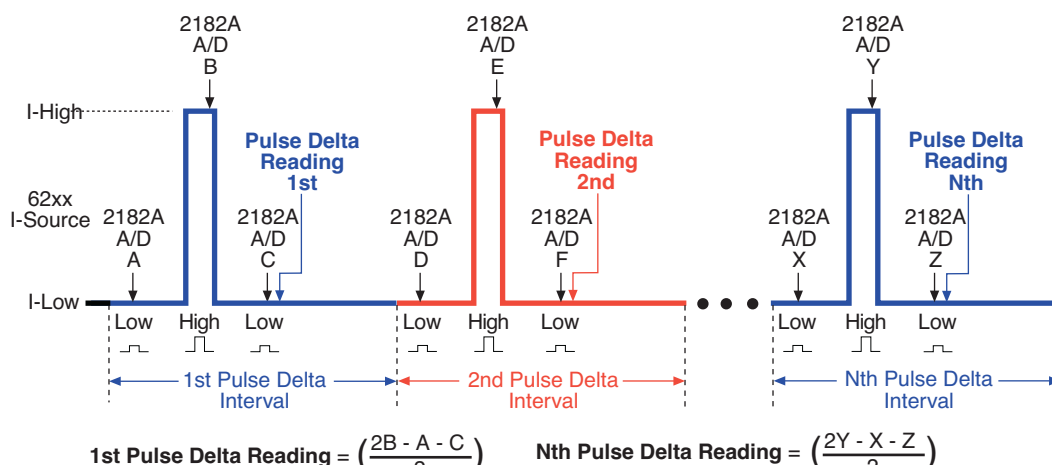 2182A A/D B
2182A A/D E
2182A A/D Y
I-High
Pulse Delta Reading 1st
Pulse Delta Reading 2nd
Pulse Delta Reading Nth
62xx I-Source
2182A A/D A
2182A A/D C
2182A A/D D
2182A A/D F
2182A A/D X
2182A A/D Z
I-Low
Low High Low
Low High Low
Low High Low
1st Pulse Delta Interval
2nd Pulse Delta Interval
Nth Pulse Delta Interval
1st Pulse Delta Reading = (2B - A - C)
Nth Pulse Delta Reading = (2Y - X - Z)